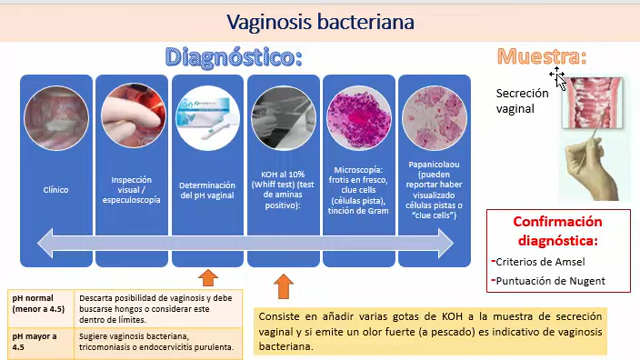 Vaginosis bacteriana
Diagnóstico:
Muestra:
Secreción
vaginal
Clínico
Inspección
visual /
especuloscopía
Determinación
del pH vaginal
KOH al 10%
(Whiff test) (test
de aminas
positivo):
Microscopía:
frotis en fresco,
clue cells
(células pista),
tinción de Gram
Papanicolaou
(pueden
reportar haber
visualizado
células pistas o
"clue cells")
Confirmación
diagnóstica:
-Criterios de Amsel
-Puntuación de Nugent
pH normal
(menor a 4.5)
Descarta posibilidad de vaginosis y debe
buscarse hongos o considerar este
dentro de límites.
pH mayor a
4.5
Sugiere vaginosis bacteriana,
tricomoniasis o endocervicitis purulenta.
Consiste en añadir varias gotas de KOH a la muestra de secreción
vaginal y si emite un olor fuerte (a pescado) es indicativo de vaginosis
bacteriana.